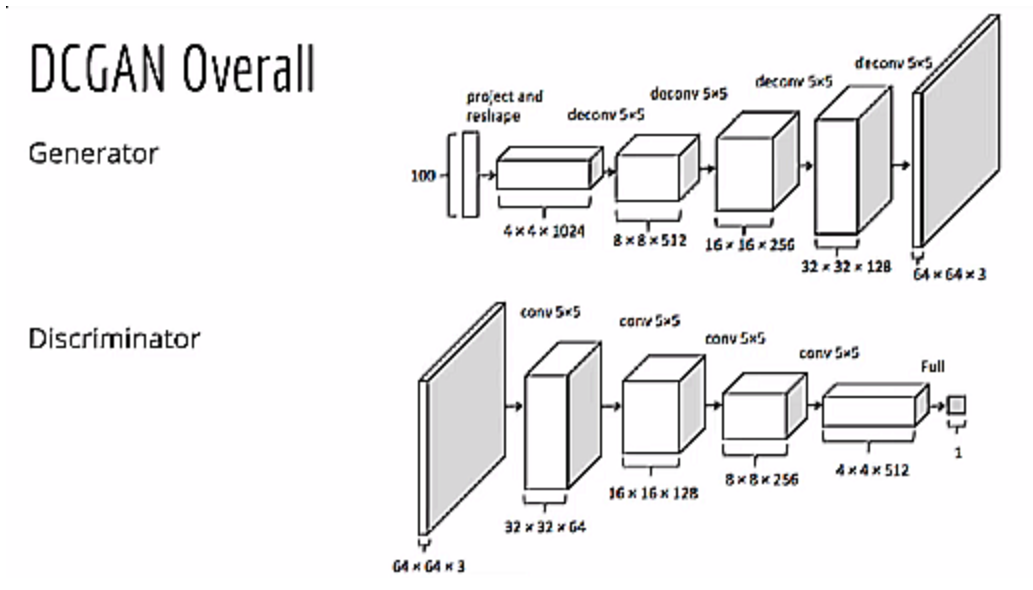 DCGAN Overall
Generator
project and
reshape
deconv 5×5
deconv 5×5
deconv 5×5
deconv 5×5
100
4 × 4 × 1024
8 × 8 × 512
16 × 16 × 256
32 × 32 × 128
64 × 64 × 3
Discriminator
conv 5×5
conv 5×5
conv 5×5
conv 5×5
Full
64 × 64 × 3
32 × 32 × 64
16 × 16 × 128
8 × 8 × 256
4 × 4 × 512
1